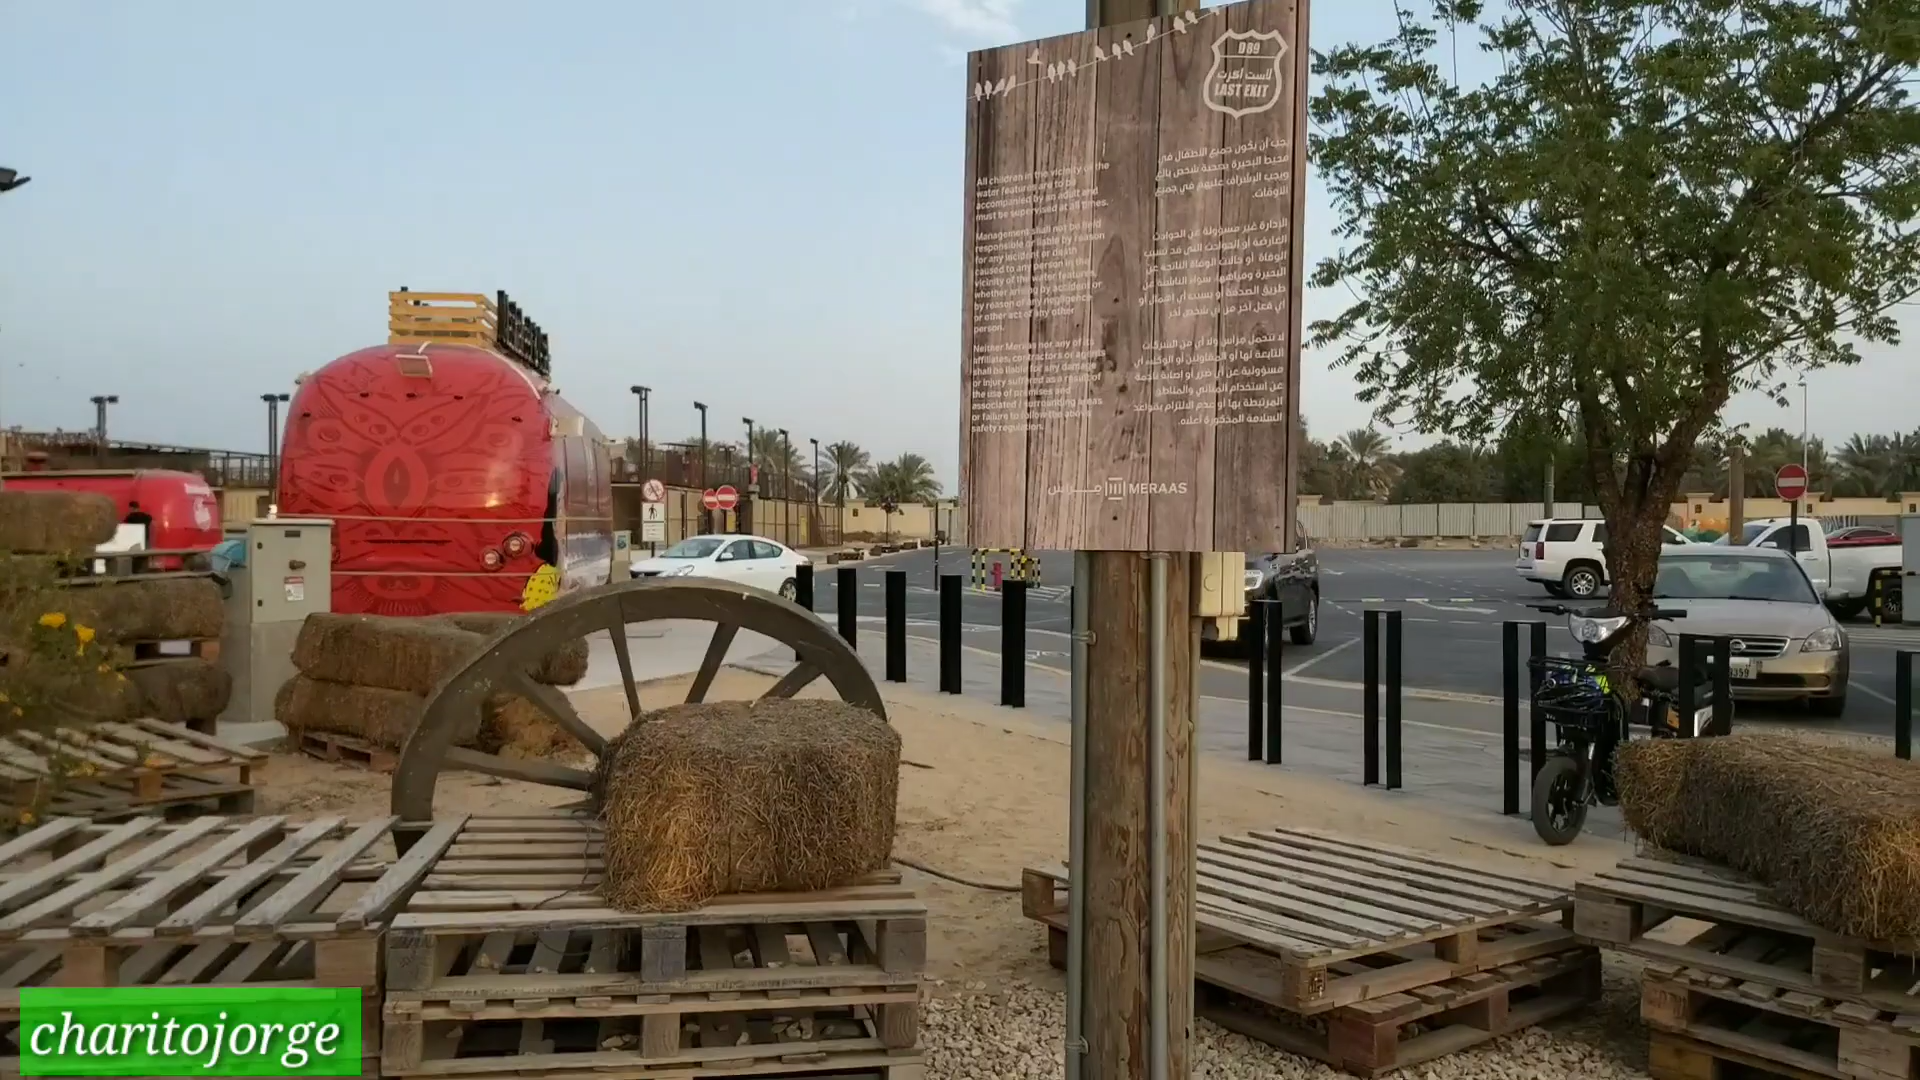 D89
لاست اكزت
LAST EXIT
All children in the vicinity of the
water features are to be
accompanied by an adult and
must be supervised at all times.
Management shall not be held
responsible or liable by reason
for any incident or death
caused to any person in the
vicinity of the water features,
whether arising by accident or
by reason of any negligence
or other act of any other
person.
Neither Meraas nor any of its
affiliates, contractors or agents
shall be liable for any damage
or injury suffered as a result of
the use of premises and
associated / surrounding areas
or failure to follow the above
safety regulation.
يجب أن يكون جميع الأطفال في
محيط البحيرة بصحبة شخص بالغ
ويجب الإشراف عليهم في جميع
الأوقات.
الإدارة غير مسؤولة عن الحوادث
العارضة أو الحوادث التي قد تسبب
الوفاة أو حالات الوفاة الناتجة عن
البحيرة ومياهها، سواء الناشئة عن
طريق الصدفة أو بسبب أي إهمال أو
أي فعل آخر من أي شخص آخر
لا تتحمل مراس ولا أي من الشركات
التابعة لها أو المقاولين أو الوكلاء أي
مسؤولية عن أي ضرر أو إصابة ناجمة
عن استخدام المباني والمناطق
المرتبطة بها أو عدم الالتزام بقواعد
السلامة المذكورة أعلاه.
مراس MERAAS
charitojorge